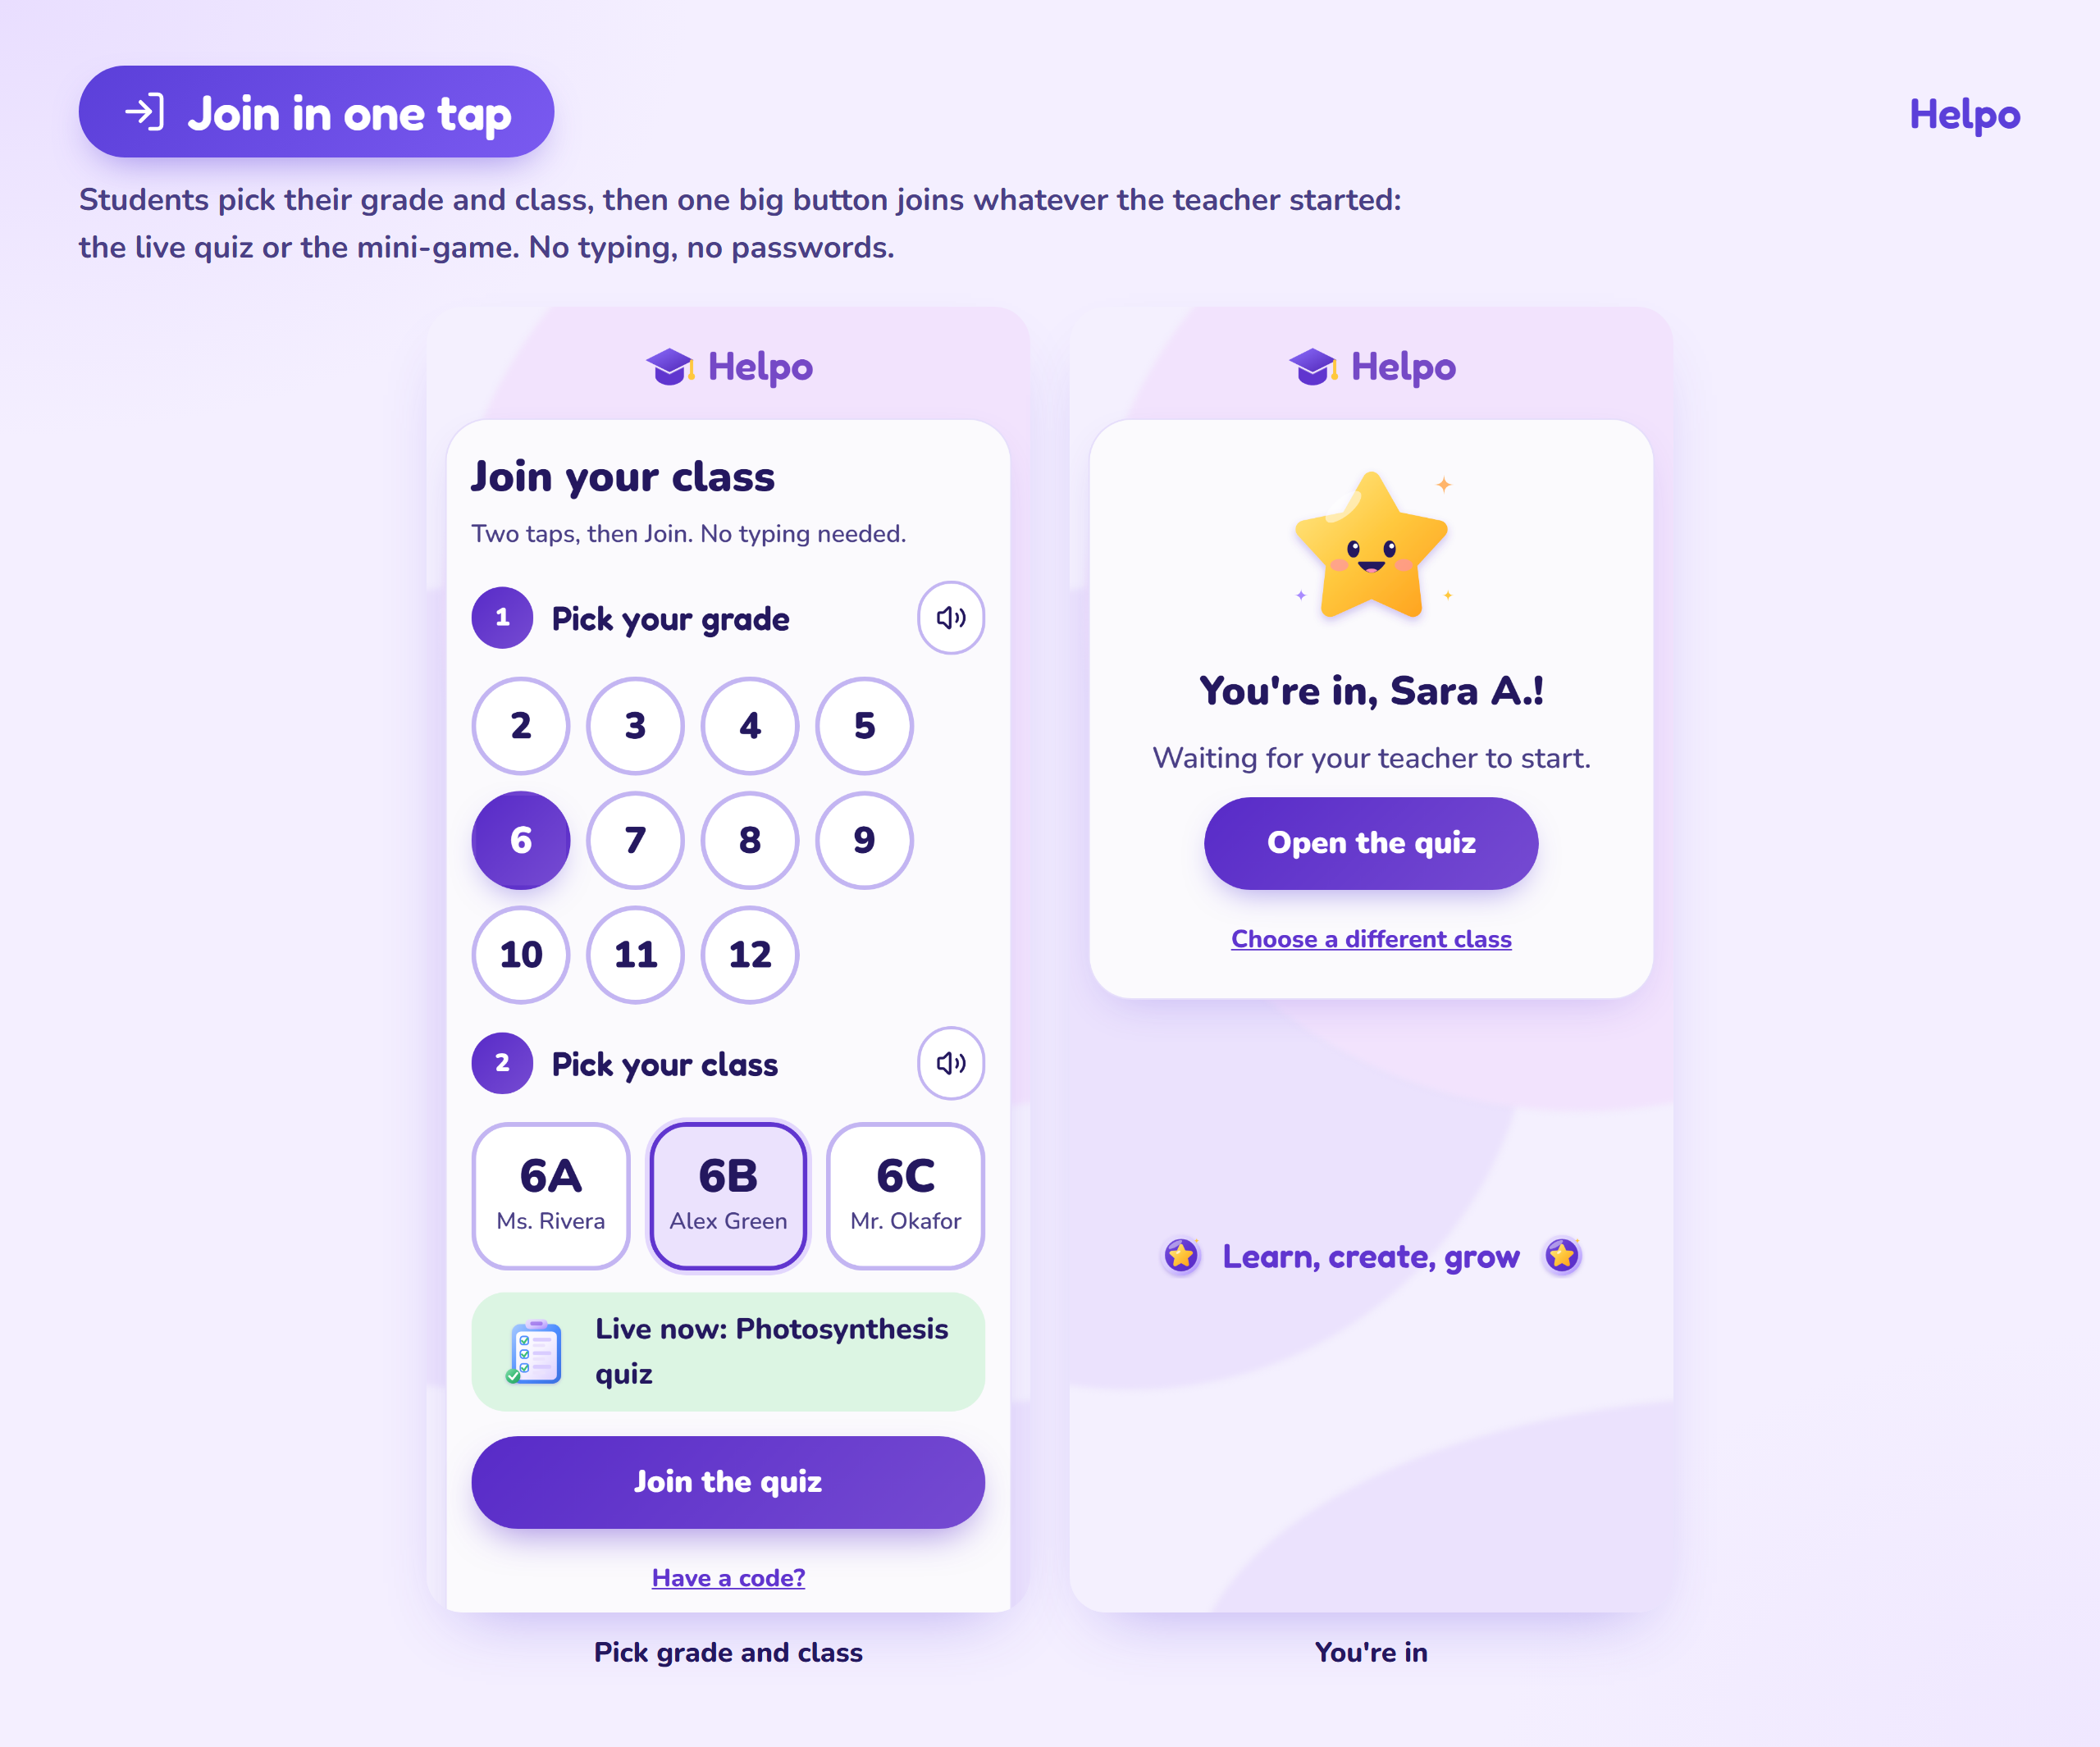 Join in one tap
Helpo
Students pick their grade and class, then one big button joins whatever the teacher started:
the live quiz or the mini-game. No typing, no passwords.
Helpo
Join your class
Two taps, then Join. No typing needed.
1 Pick your grade
2 3 4 5
6 7 8 9
10 11 12
2 Pick your class
6A 6B 6C
Ms. Rivera Alex Green Mr. Okafor
Live now: Photosynthesis
quiz
Join the quiz
Have a code?
Pick grade and class
Helpo
You're in, Sara A.!
Waiting for your teacher to start.
Open the quiz
Choose a different class
Learn, create, grow
You're in